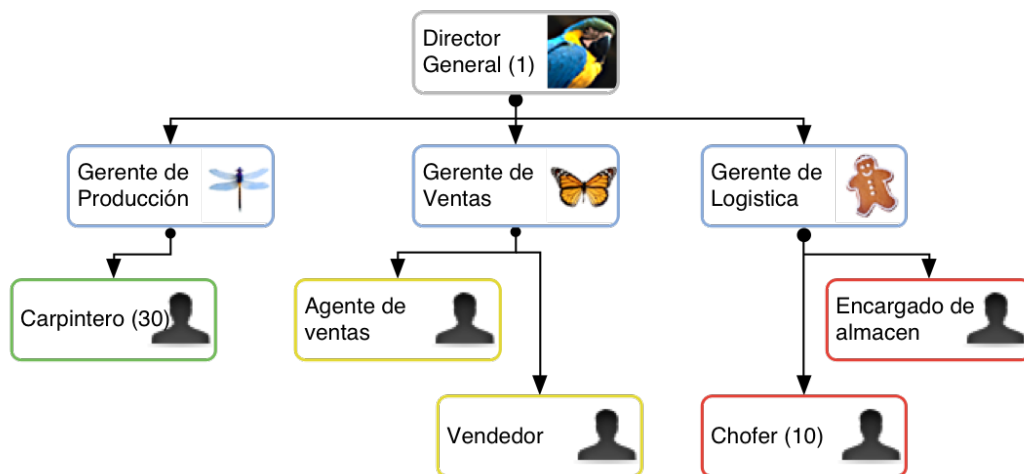 Director
General (1)
Gerente de
Producción
Gerente de
Ventas
Gerente de
Logistica
Carpintero (30)
Agente de
ventas
Encargado de
almacen
Vendedor
Chofer (10)